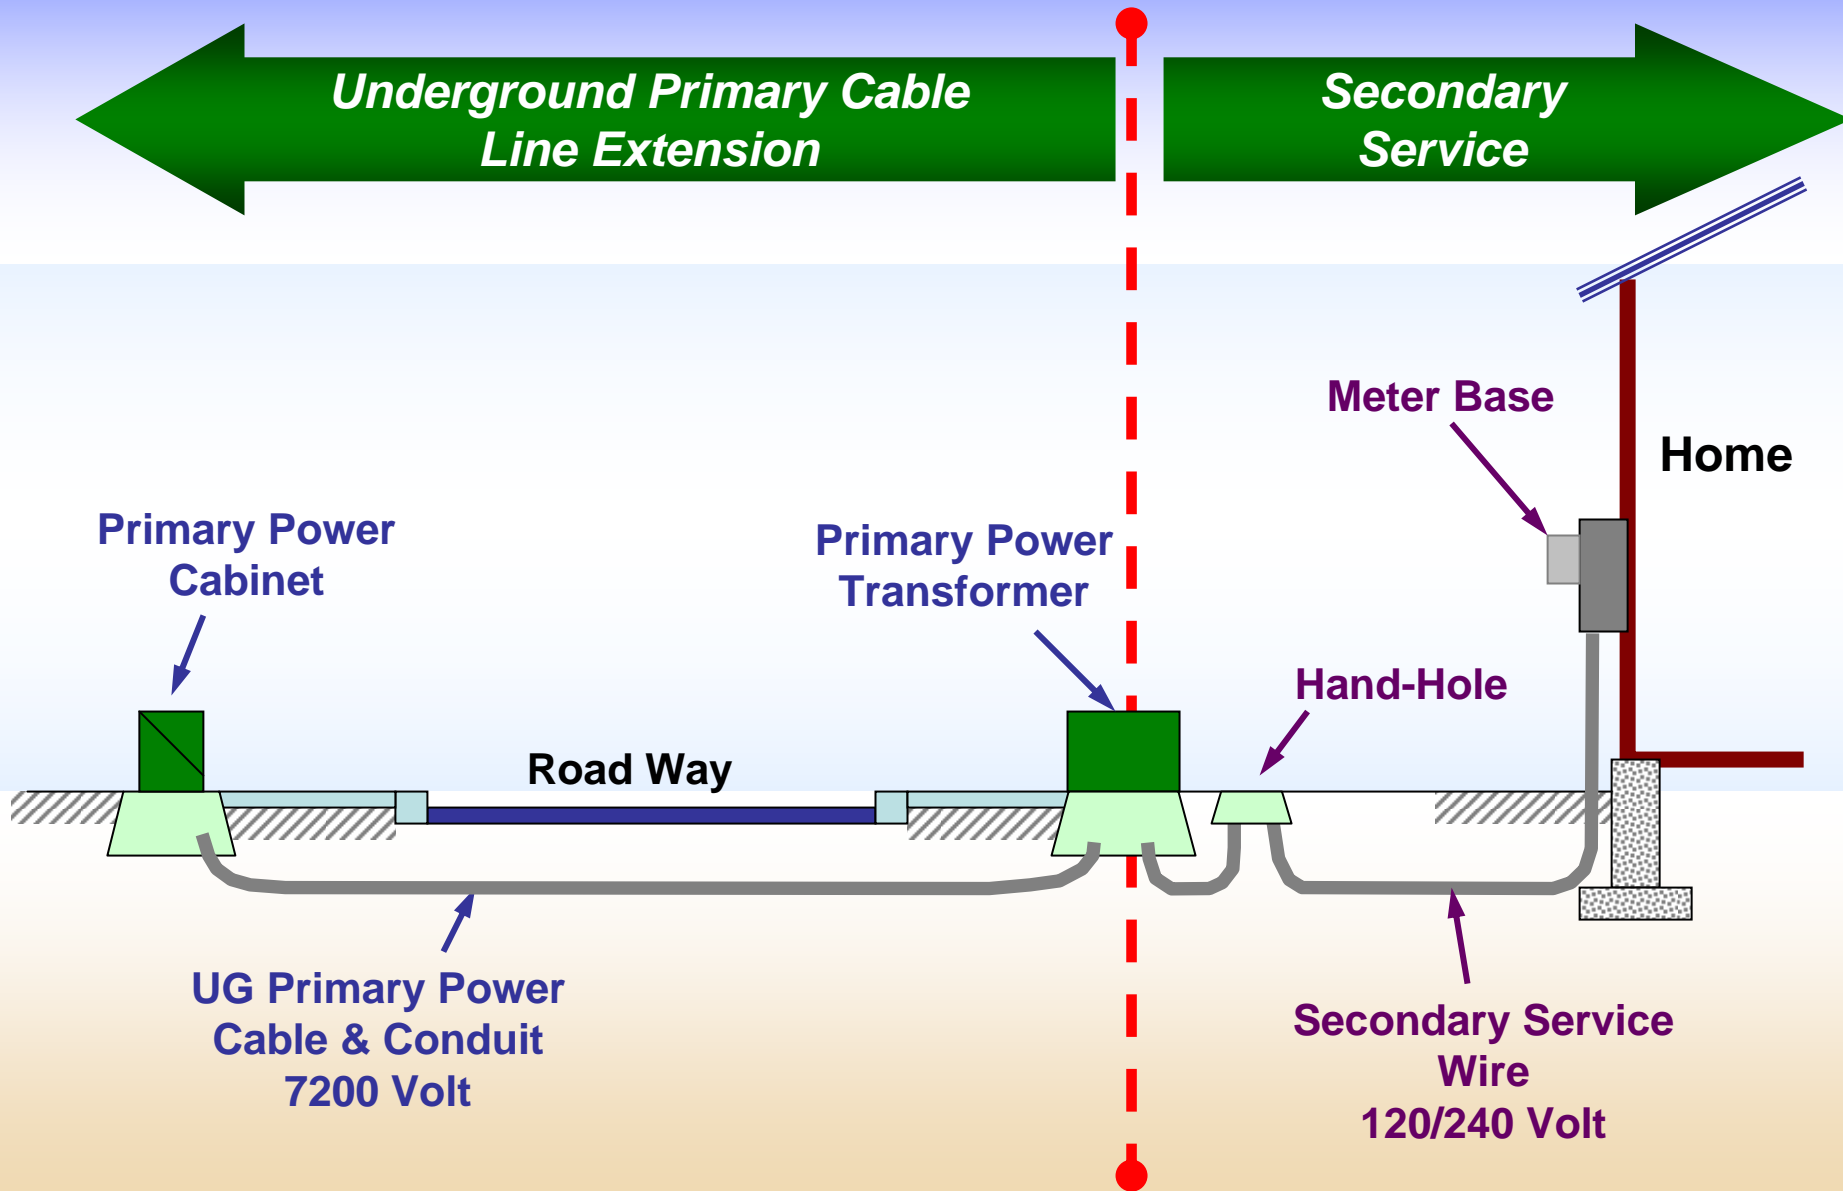 Underground Primary Cable
Line Extension
Secondary
Service
Meter Base
Home
Primary Power
Cabinet
Primary Power
Transformer
Hand-Hole
Road Way
UG Primary Power
Cable & Conduit
7200 Volt
Secondary Service
Wire
120/240 Volt